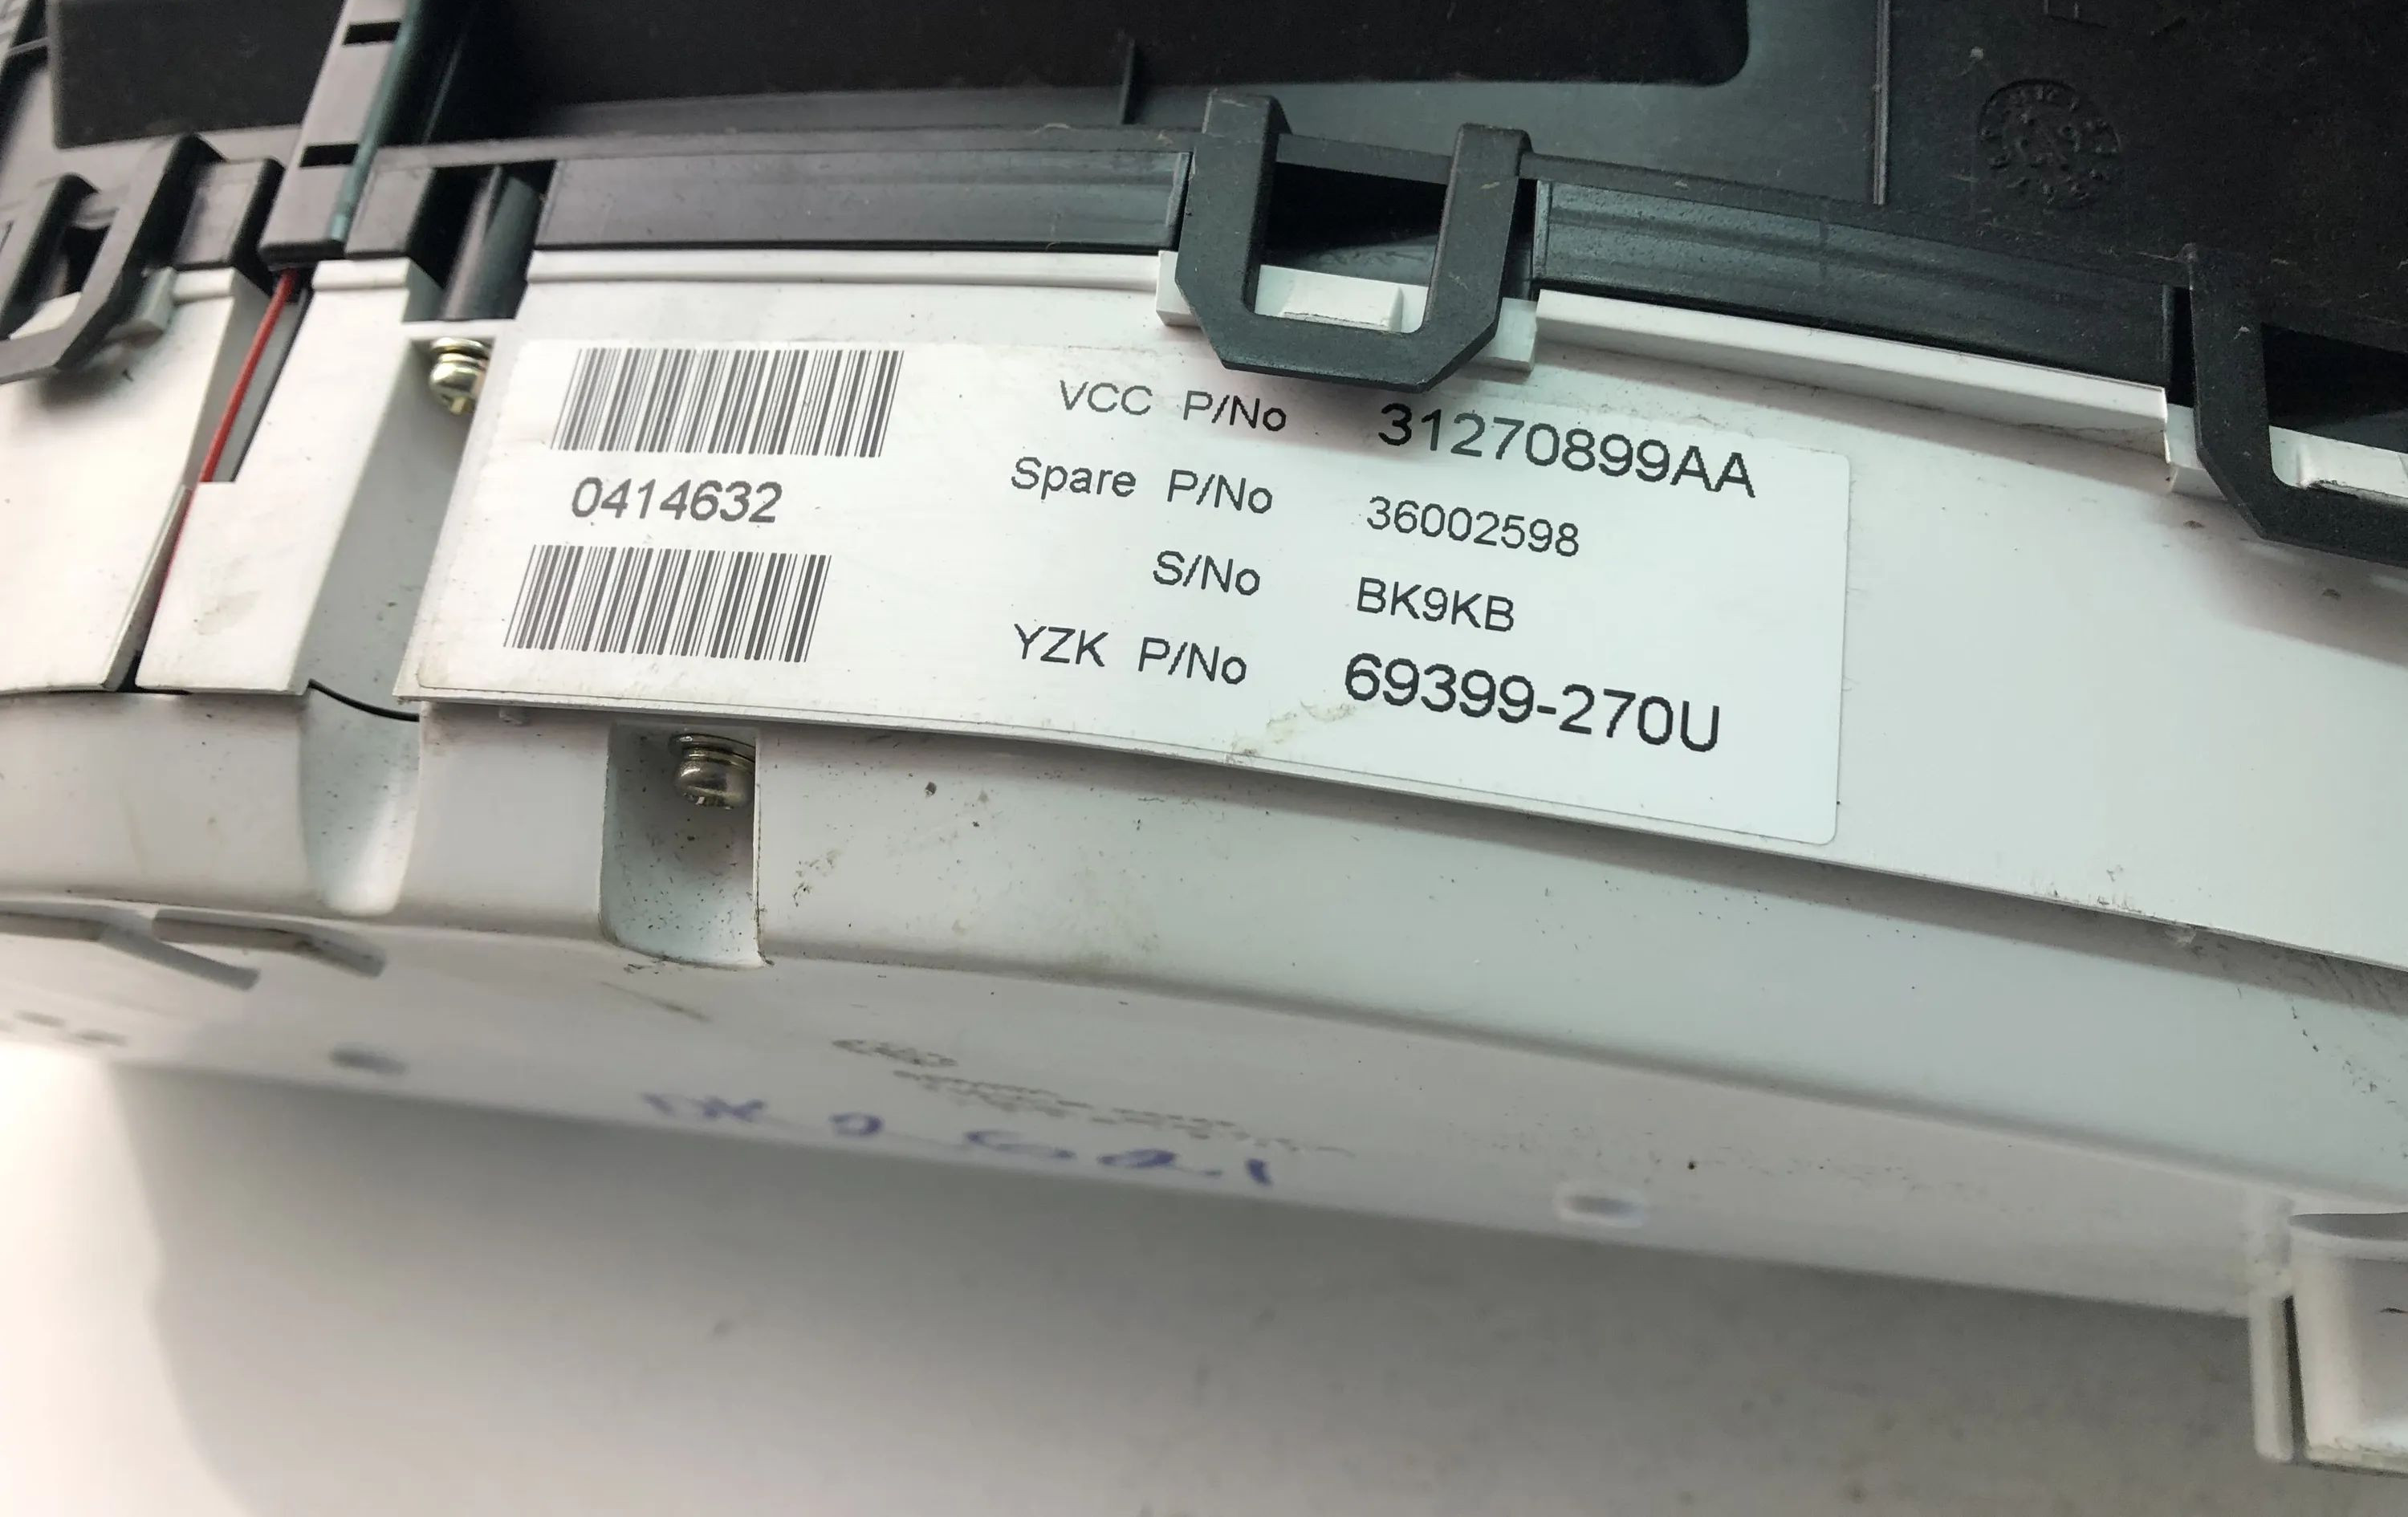 VCC P/No 31270899AA
Spare P/No 36002598
0414632
S/No BK9KB
YZK P/No 69399-270U